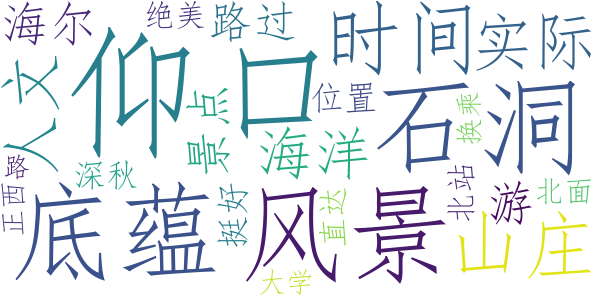 海尔
绝美
路过
时间
实际
人文
仰口
景点
位置
石洞
换乘
海洋
正西路
深秋
底蕴
挺好
风景
直达
北站
游
北面
山庄
大学